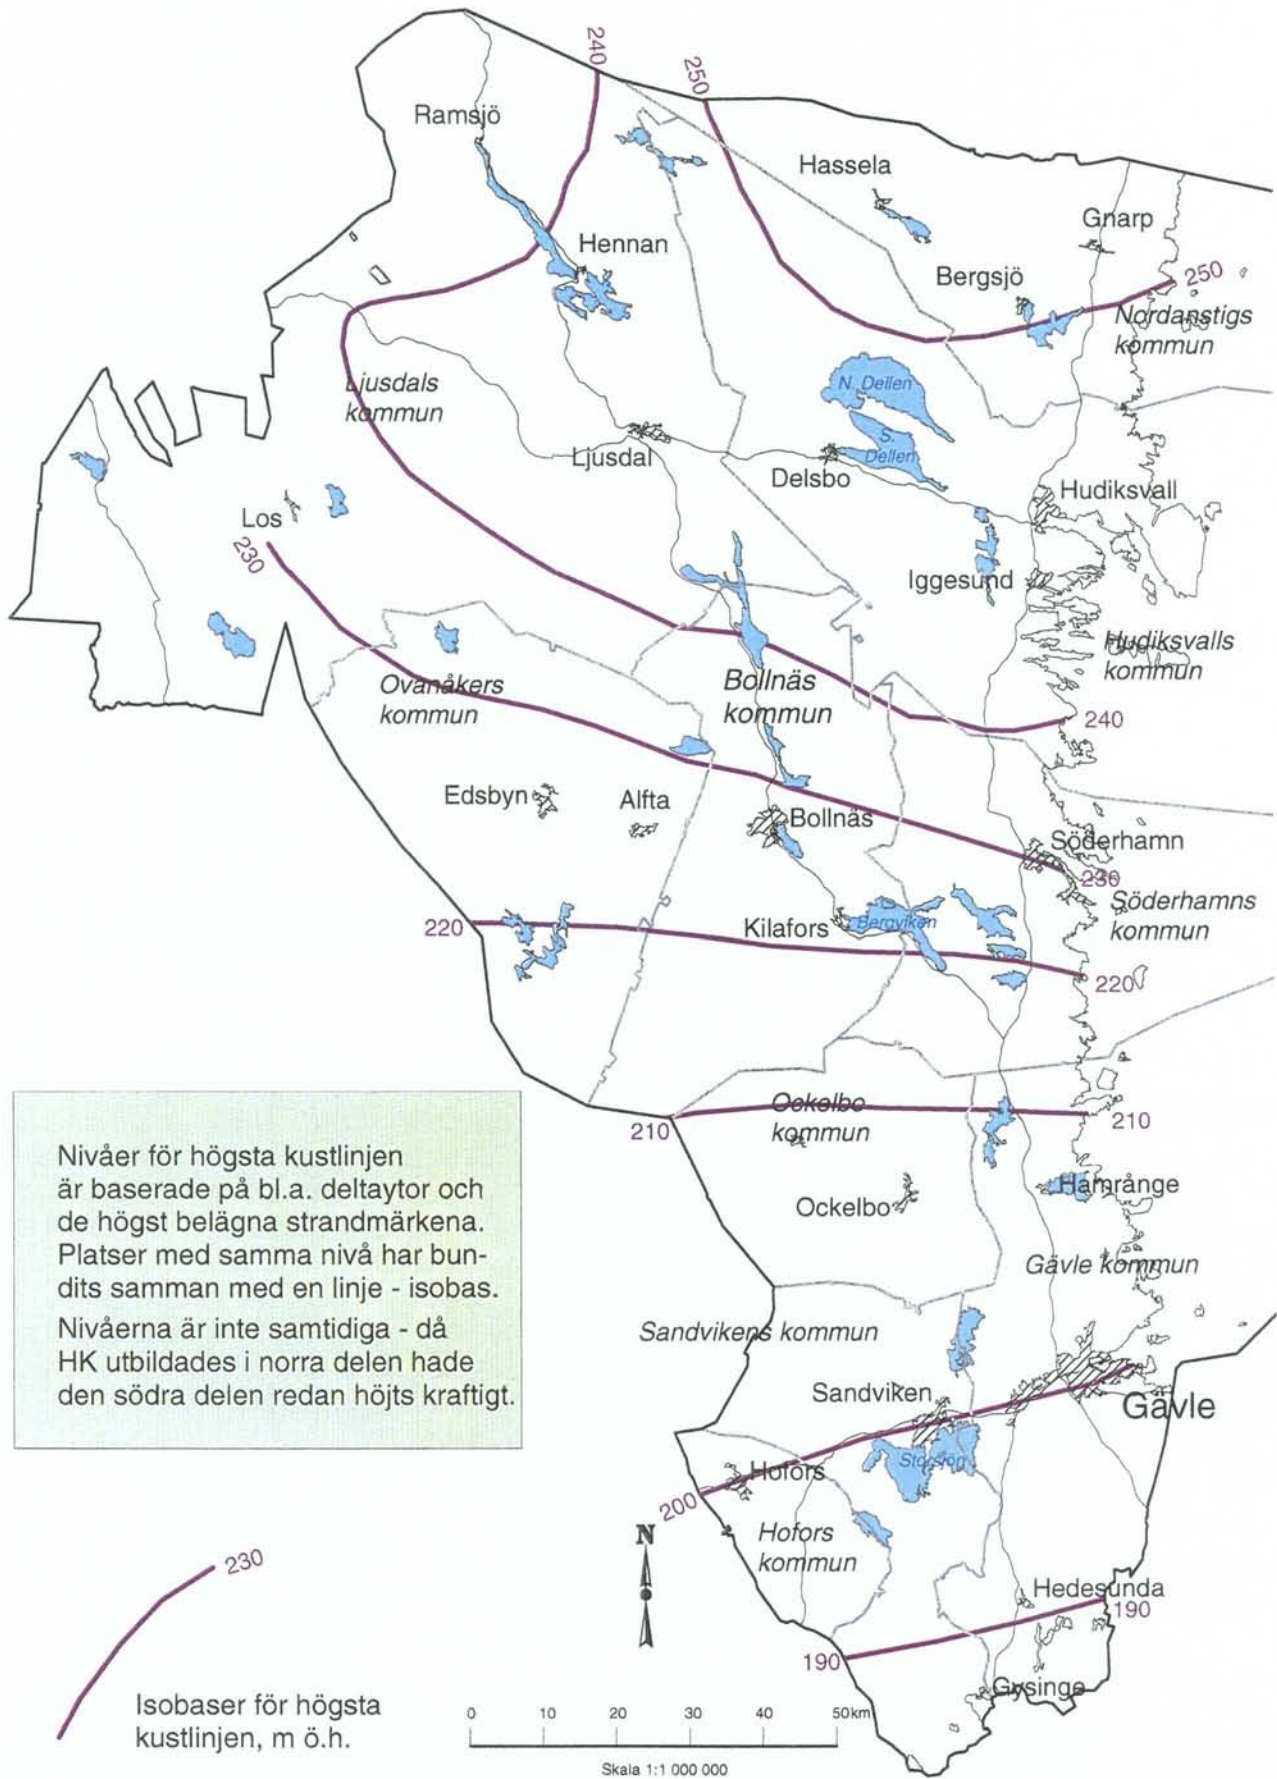 240
250
Ramsjö
Hassela
Gnarp
Hennan
Bergsjö
250
Nordanstigs
kommun
Ljusdals
kommun
N. Dellen
S.
Dellen
Ljusdal
Delsbo
Hudiksvall
Los
230
Iggesund
Hudiksvalls
kommun
Ovanåkers
kommun
Bollnäs
kommun
240
Edsbyn
Alfta
Bollnäs
Söderhamn
230
Söderhamns
kommun
220
Kilafors
Bergviken
220
Ockelbo
kommun
210
210
Hamrånge
Ockelbo
Gävle kommun
Nivåer för högsta kustlinjen
är baserade på bl.a. deltaytor och
de högst belägna strandmärkena.
Platser med samma nivå har bun-
dits samman med en linje - isobas.
Nivåerna är inte samtidiga - då
HK utbildades i norra delen hade
den södra delen redan höjts kraftigt.
Sandvikens kommun
Sandviken
Gävle
Storsjön
Hofors
200
N
Hofors
kommun
Hedesunda
190
190
Gysinge
230
Isobaser för högsta
kustlinjen, m ö.h.
0 10 20 30 40 50km
Skala 1:1 000 000